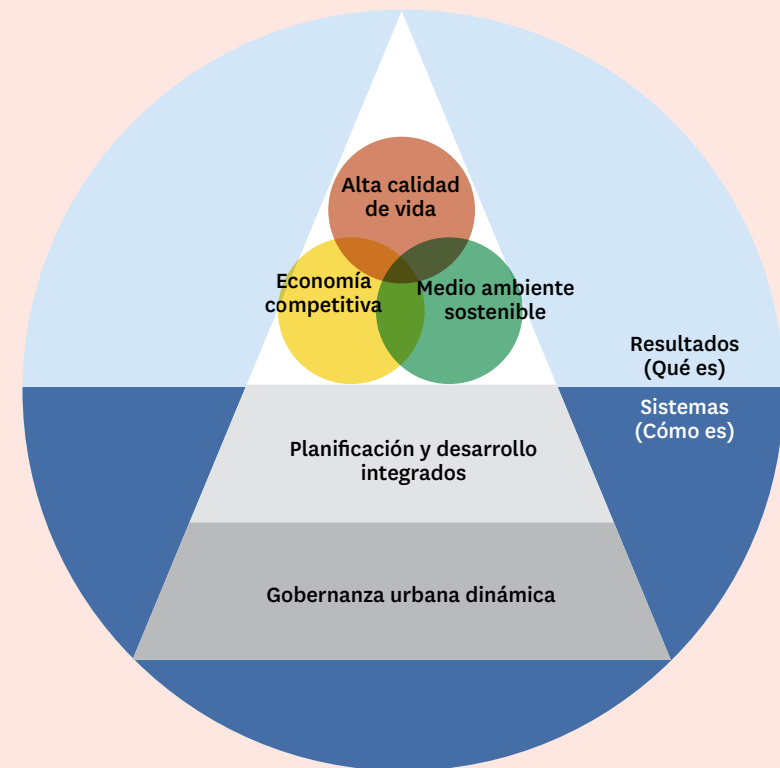 Alta calidad
de vida
Economía
competitiva
Medio ambiente
sostenible
Resultados
(Qué es)
Sistemas
(Cómo es)
Planificación y desarrollo
integrados
Gobernanza urbana dinámica